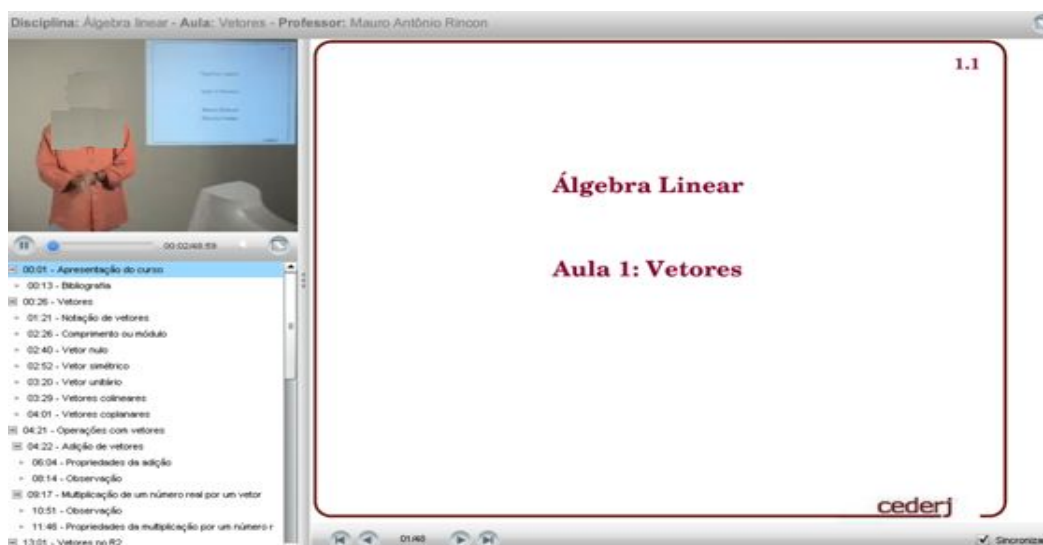 Disciplina: Álgebra linear - Aula: Vetores - Professor: Mauro Antônio Rincon
1.1
Álgebra Linear
Aula 1: Vetores
cederj
00:02/48:59
00:01 - Apresentação do curso
00:13 - Bibliografia
00:26 - Vetores
01:21 - Notação de vetores
02:26 - Comprimento ou módulo
02:40 - Vetor nulo
02:52 - Vetor simétrico
03:20 - Vetor unitário
03:29 - Vetores colineares
04:01 - Vetores coplanares
04:21 - Operações com vetores
04:22 - Adição de vetores
06:04 - Propriedades da adição
08:14 - Observação
09:17 - Multiplicação de um número real por um vetor
10:51 - Observação
11:46 - Propriedades da multiplicação por um número r
13:01 - Vetores no R2
01/48
Sincroniza